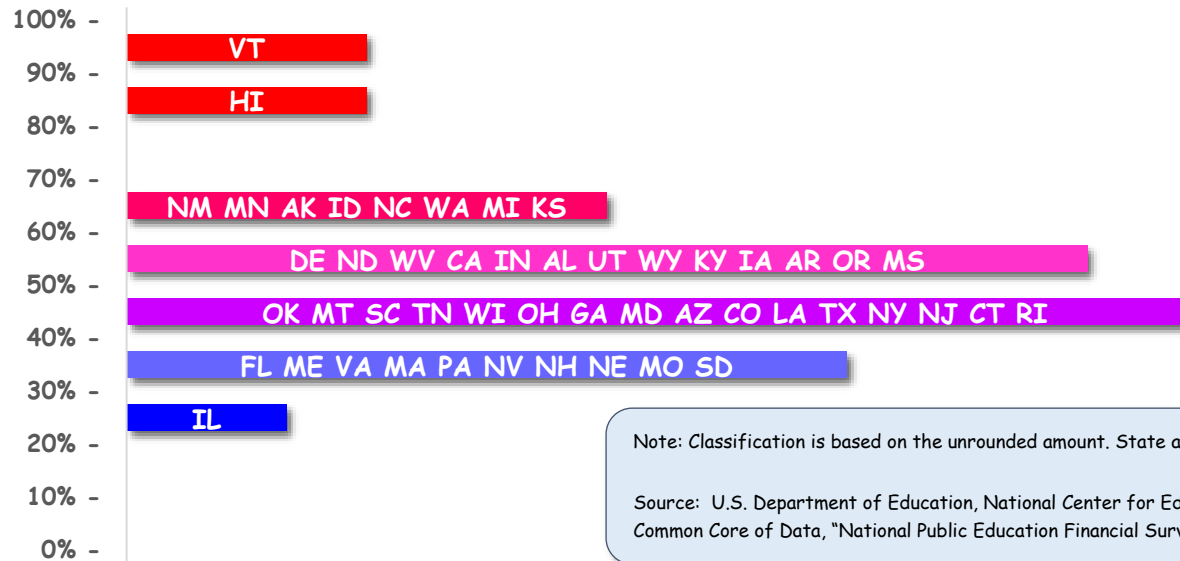 100% -
VT
90% -
HI
80% -
70% -
NM MN AK ID NC WA MI KS
60% -
DE ND WV CA IN AL UT WY KY IA AR OR MS
50% -
OK MT SC TN WI OH GA MD AZ CO LA TX NY NJ CT RI
40% -
FL ME VA MA PA NV NH NE MO SD
30% -
IL
20% -
10% -
0% -
Note: Classification is based on the unrounded amount. State a
Source: U.S. Department of Education, National Center for Ed
Common Core of Data, "National Public Education Financial Surv